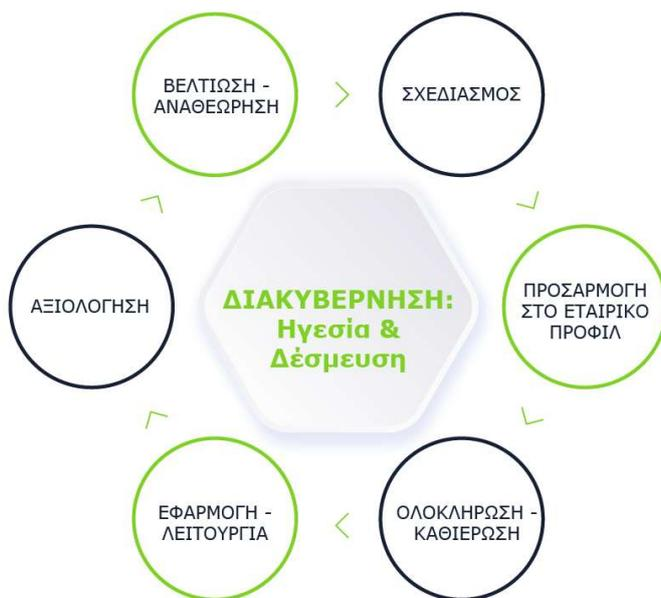 ΒΕΛΤΙΩΣΗ -
ΑΝΑΘΕΩΡΗΣΗ
ΣΧΕΔΙΑΣΜΟΣ
ΠΡΟΣΑΡΜΟΓΗ
ΣΤΟ ΕΤΑΙΡΙΚΟ
ΠΡΟΦΙΛ
ΟΛΟΚΛΗΡΩΣΗ -
ΚΑΘΙΕΡΩΣΗ
ΕΦΑΡΜΟΓΗ -
ΛΕΙΤΟΥΡΓΙΑ
ΑΞΙΟΛΟΓΗΣΗ
ΔΙΑΚΥΒΕΡΝΗΣΗ:
Ηγεσία &
Δέσμευση